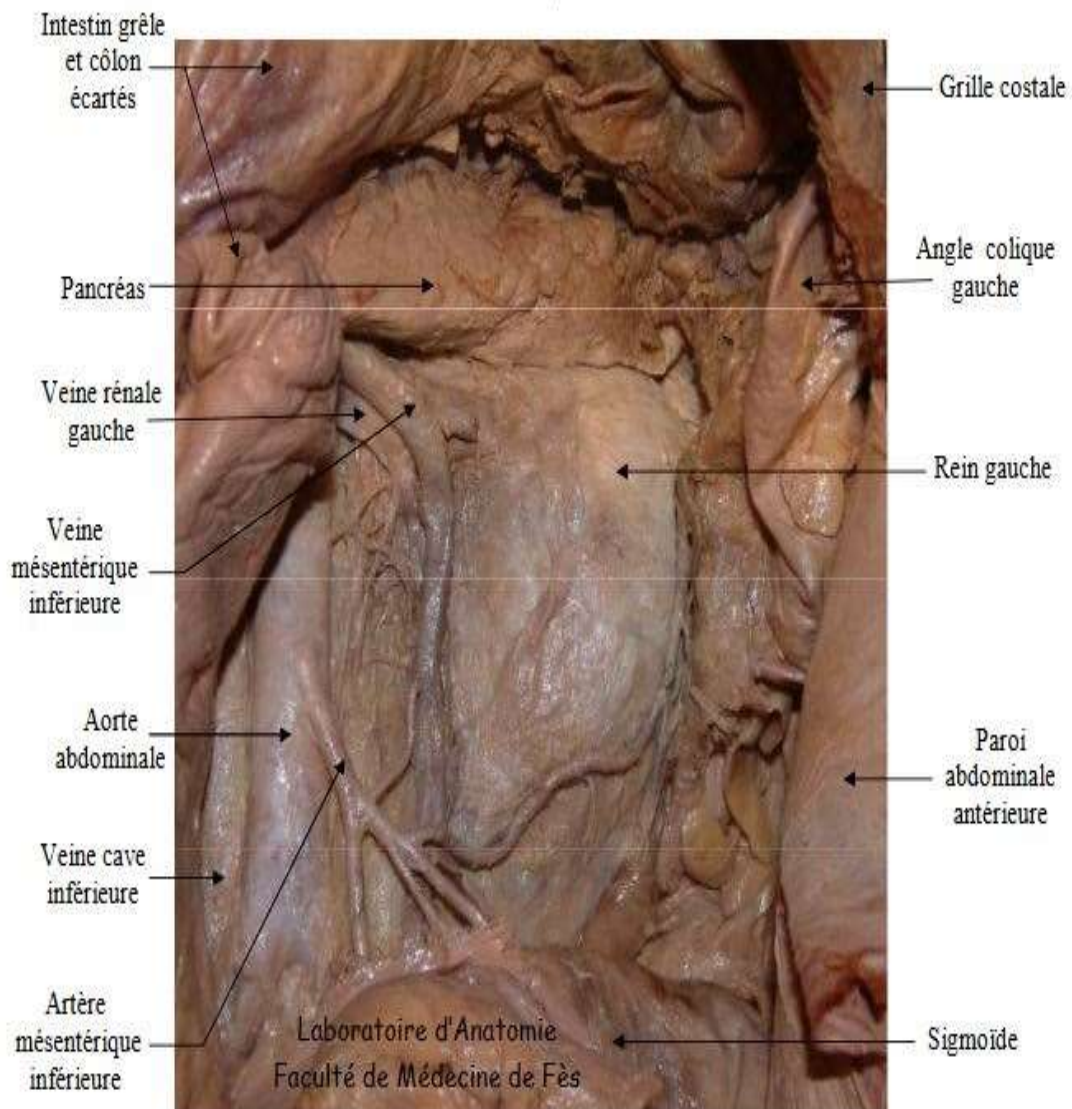 Intestin grêle
et côlon
écartés
Grille costale
Pancréas
Angle colique
gauche
Veine rénale
gauche
Rein gauche
Veine
mésentérique
inférieure
Aorte
abdominale
Paroi
abdominale
antérieure
Veine cave
inférieure
Artère
mésentérique
inférieure
Laboratoire d'Anatomie
Faculté de Médecine de Fès
Sigmoïde